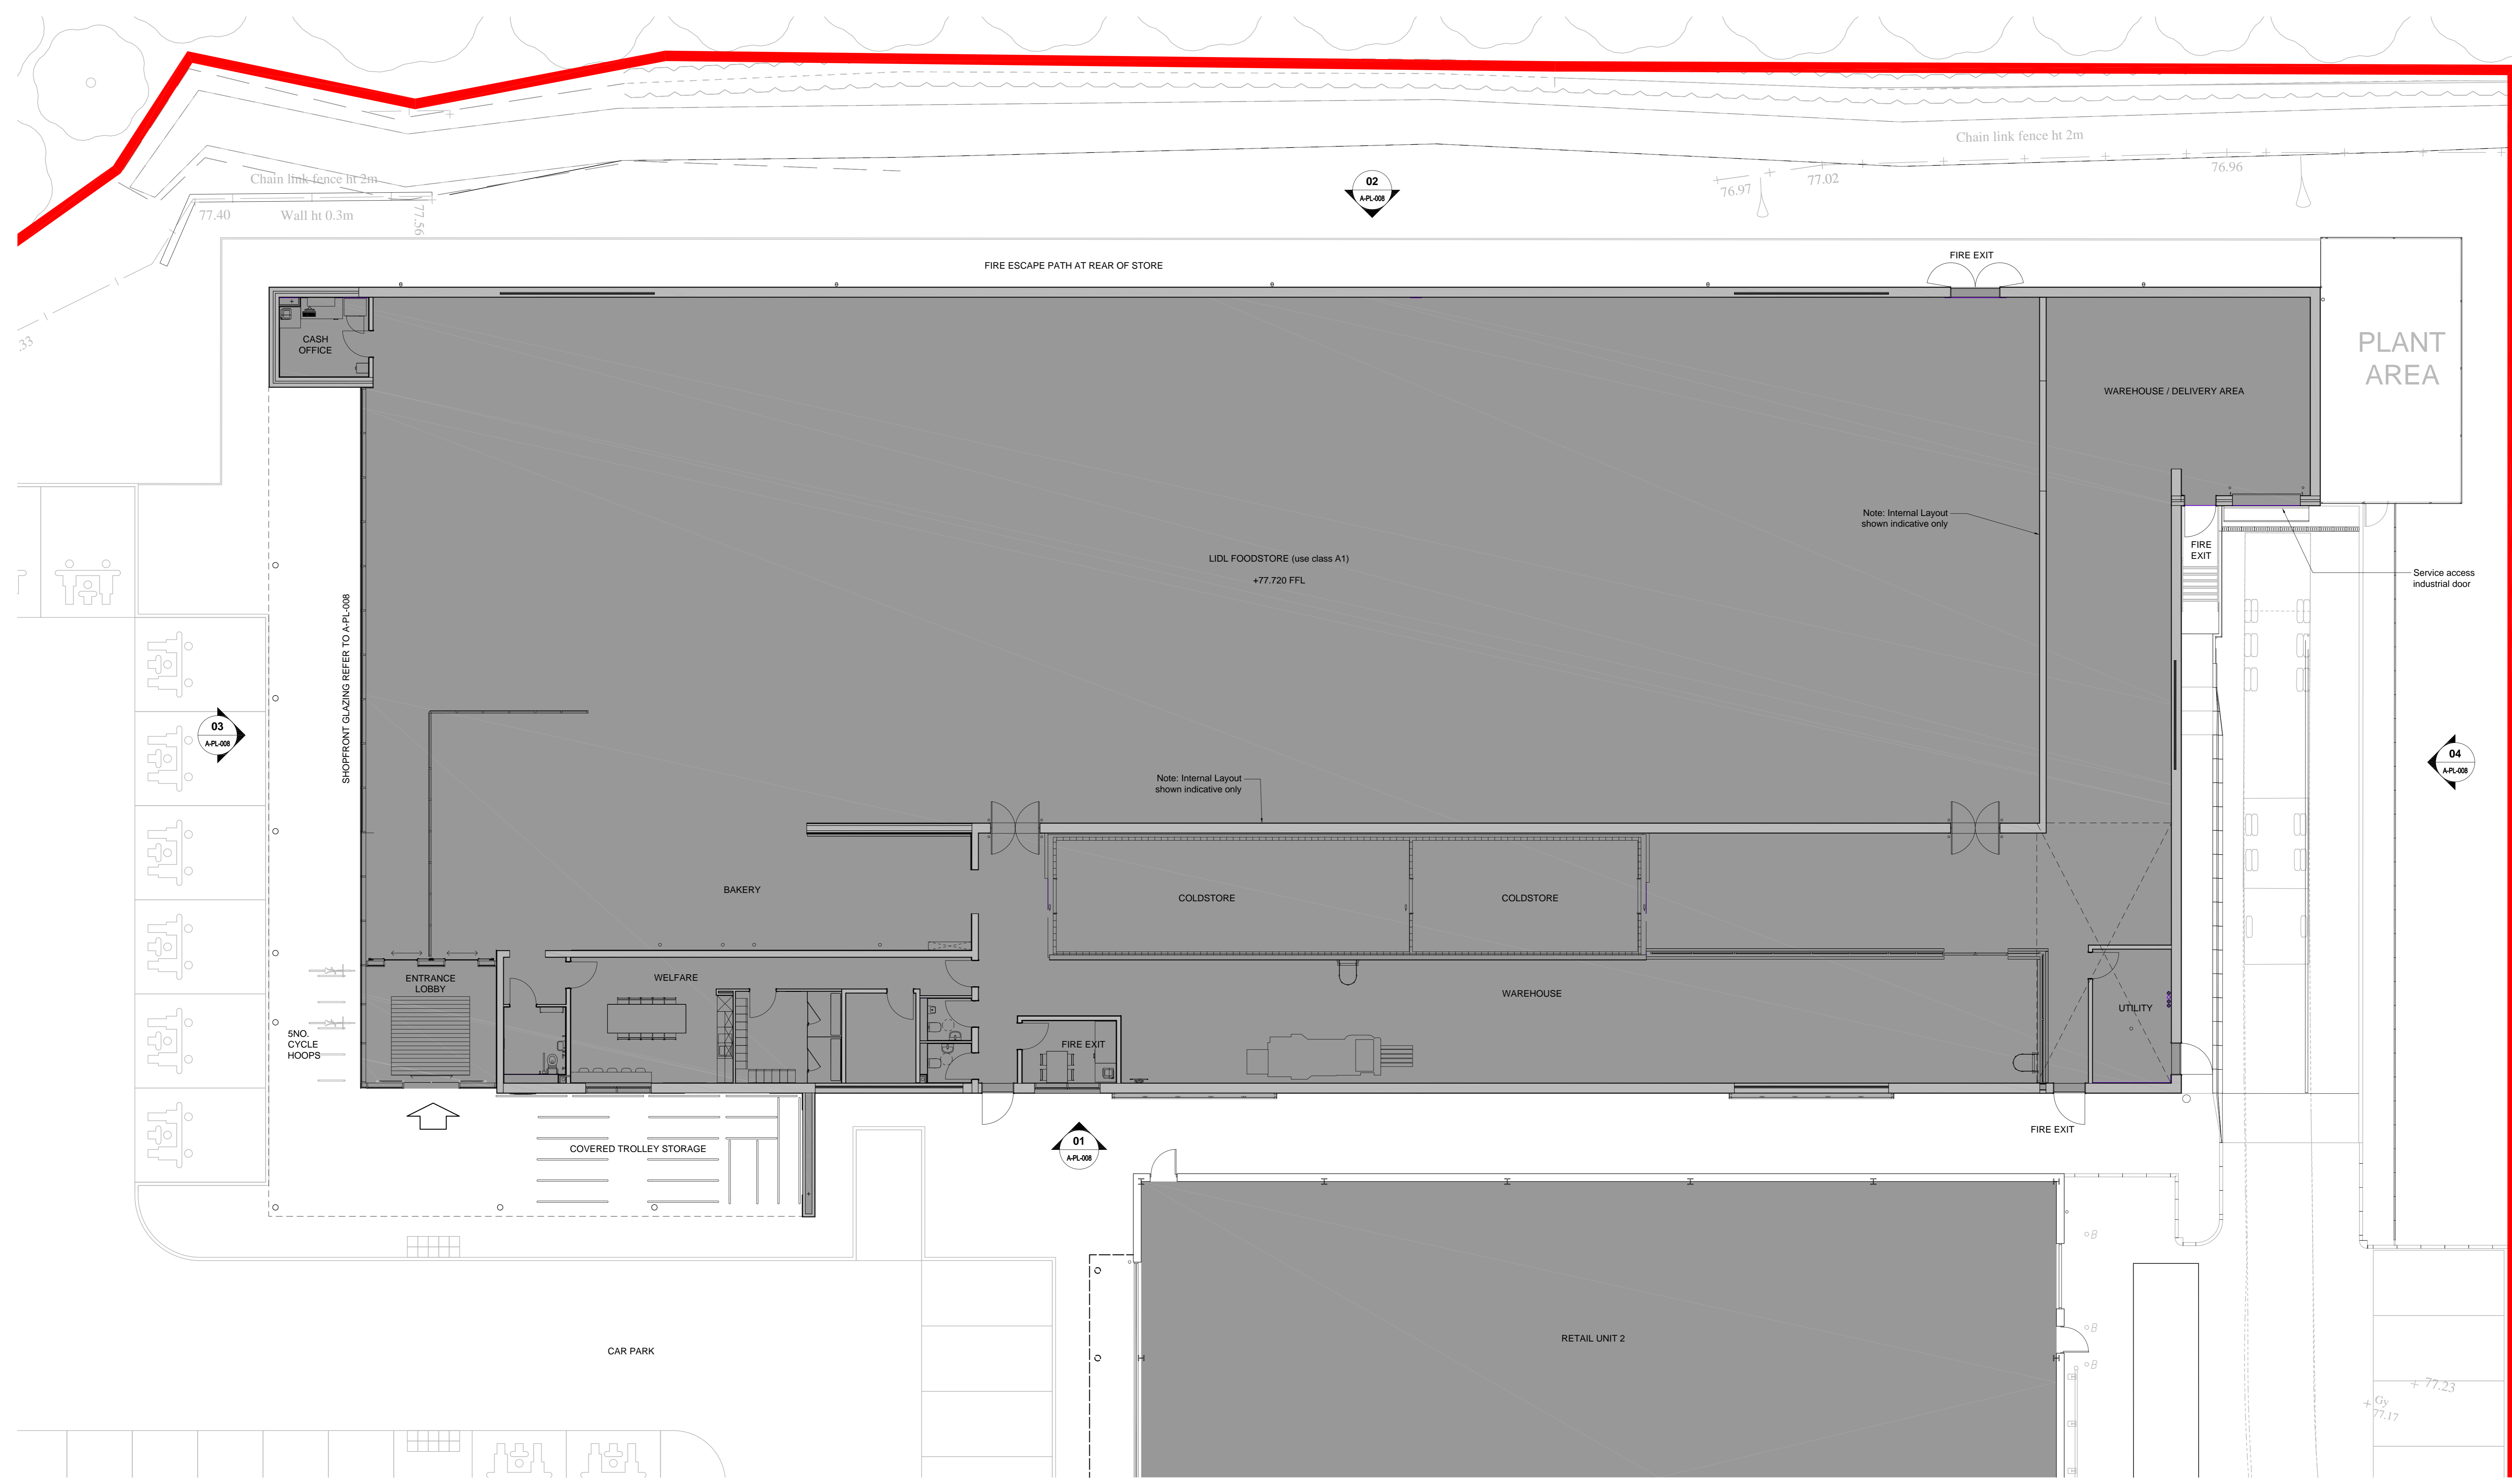 Chain link fence ht 2m
76.96
Chain link fence ht 2m
02
A-PL-008
76.97
77.02
77.40
Wall ht 0.3m
77.56
FIRE ESCAPE PATH AT REAR OF STORE
FIRE EXIT
.33
CASH
OFFICE
PLANT
AREA
WAREHOUSE / DELIVERY AREA
Note: Internal Layout
shown indicative only
FIRE
EXIT
LIDL FOODSTORE (use class A1)
+77.720 FFL
Service access
industrial door
SHOPFRONT GLAZING REFER TO A-PL-008
03
A-PL-008
04
A-PL-008
Note: Internal Layout
shown indicative only
BAKERY
COLDSTORE
COLDSTORE
ENTRANCE
LOBBY
WELFARE
WAREHOUSE
UTILITY
5NO.
CYCLE
HOOPS
FIRE EXIT
COVERED TROLLEY STORAGE
01
A-PL-008
FIRE EXIT
B
RETAIL UNIT 2
B
CAR PARK
B
77.23
Gy
77.17